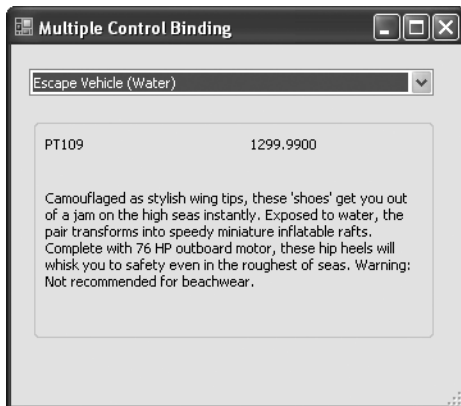 Multiple Control Binding
Escape Vehicle (Water)
PT109 1299.9900
Camouflaged as stylish wing tips, these 'shoes' get you out
of a jam on the high seas instantly. Exposed to water, the
pair transforms into speedy miniature inflatable rafts.
Complete with 76 HP outboard motor, these hip heels will
whisk you to safety even in the roughest of seas. Warning:
Not recommended for beachwear.